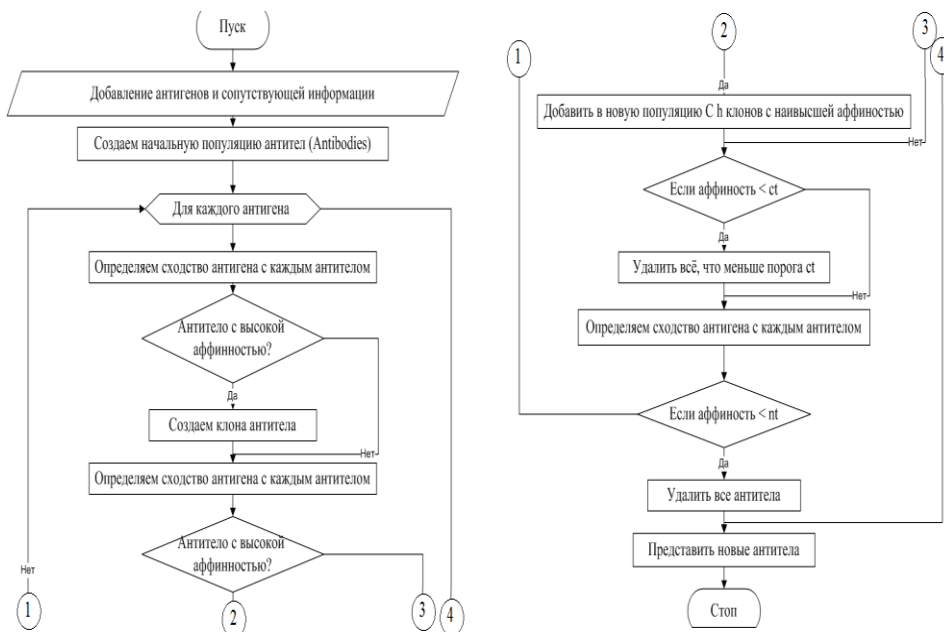 Пуск
Добавление антигенов и сопутствующей информации
Создаем начальную популяцию антител (Antibodies)
Для каждого антигена
Определяем сходство антигена с каждым антителом
Антитело с высокой
аффинностью?
Да
Создаем клона антитела
Нет
Определяем сходство антигена с каждым антителом
Антитело с высокой
аффинностью?
Нет
1
2
3
4
1
2
3
4
Да
Добавить в новую популяцию C h клонов с наивысшей аффиностью
Нет
Если аффиность < ct
Да
Удалить всё, что меньше порога ct
Нет
Определяем сходство антигена с каждым антителом
Если аффиность < nt
Да
Удалить все антитела
Представить новые антитела
Стоп